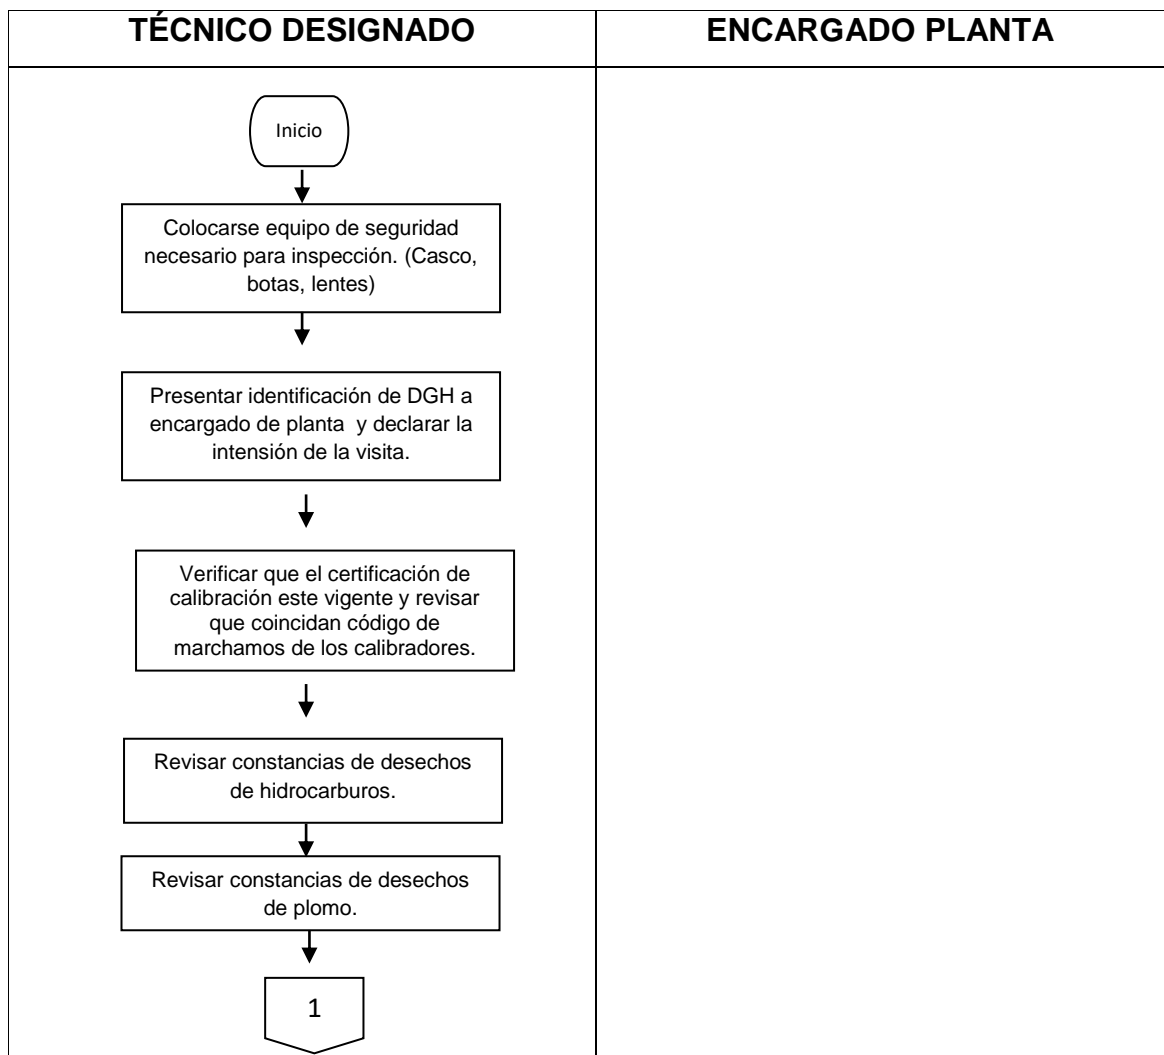 TÉCNICO DESIGNADO
ENCARGADO PLANTA
Inicio
Colocarse equipo de seguridad
necesario para inspección. (Casco,
botas, lentes)
Presentar identificación de DGH a
encargado de planta  y declarar la
intensión de la visita.
Verificar que el certificación de
calibración este vigente y revisar
que coincidan código de
marchamos de los calibradores.
Revisar constancias de desechos
de hidrocarburos.
Revisar constancias de desechos
de plomo.
1